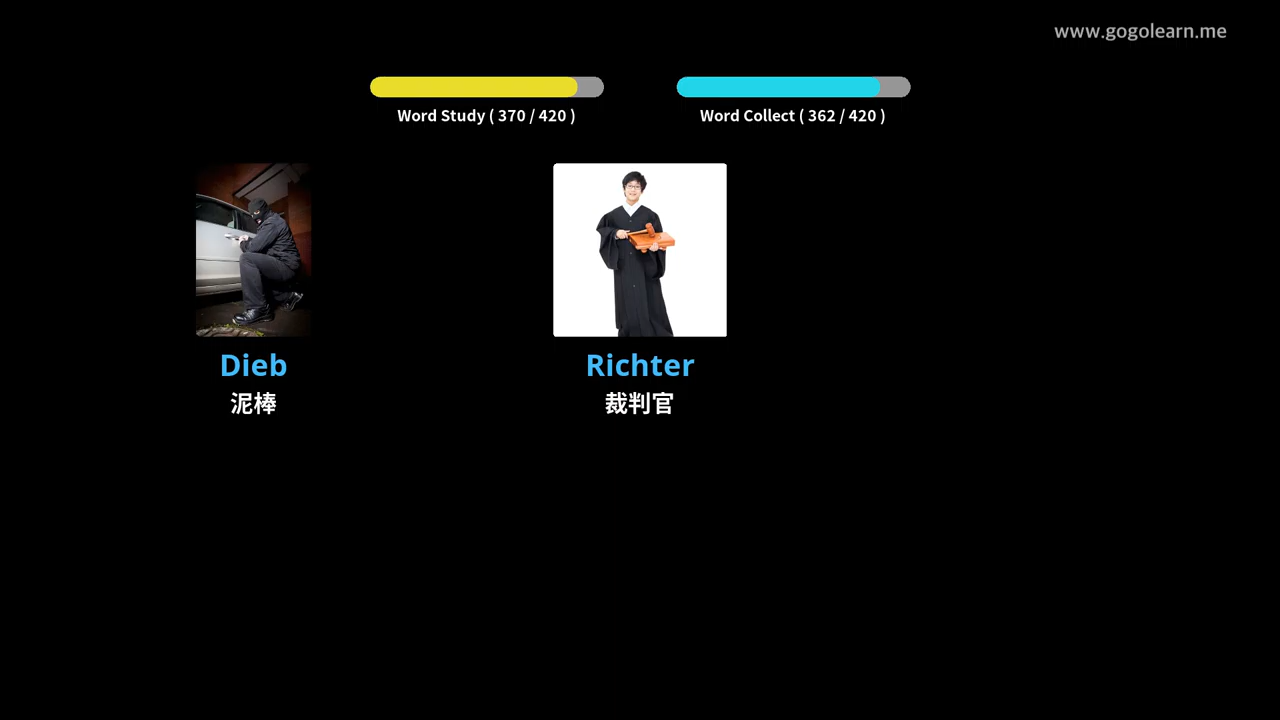 www.gogolearn.me
Word Study ( 370 / 420 )
Word Collect ( 362 / 420 )
Dieb
泥棒
Richter
裁判官